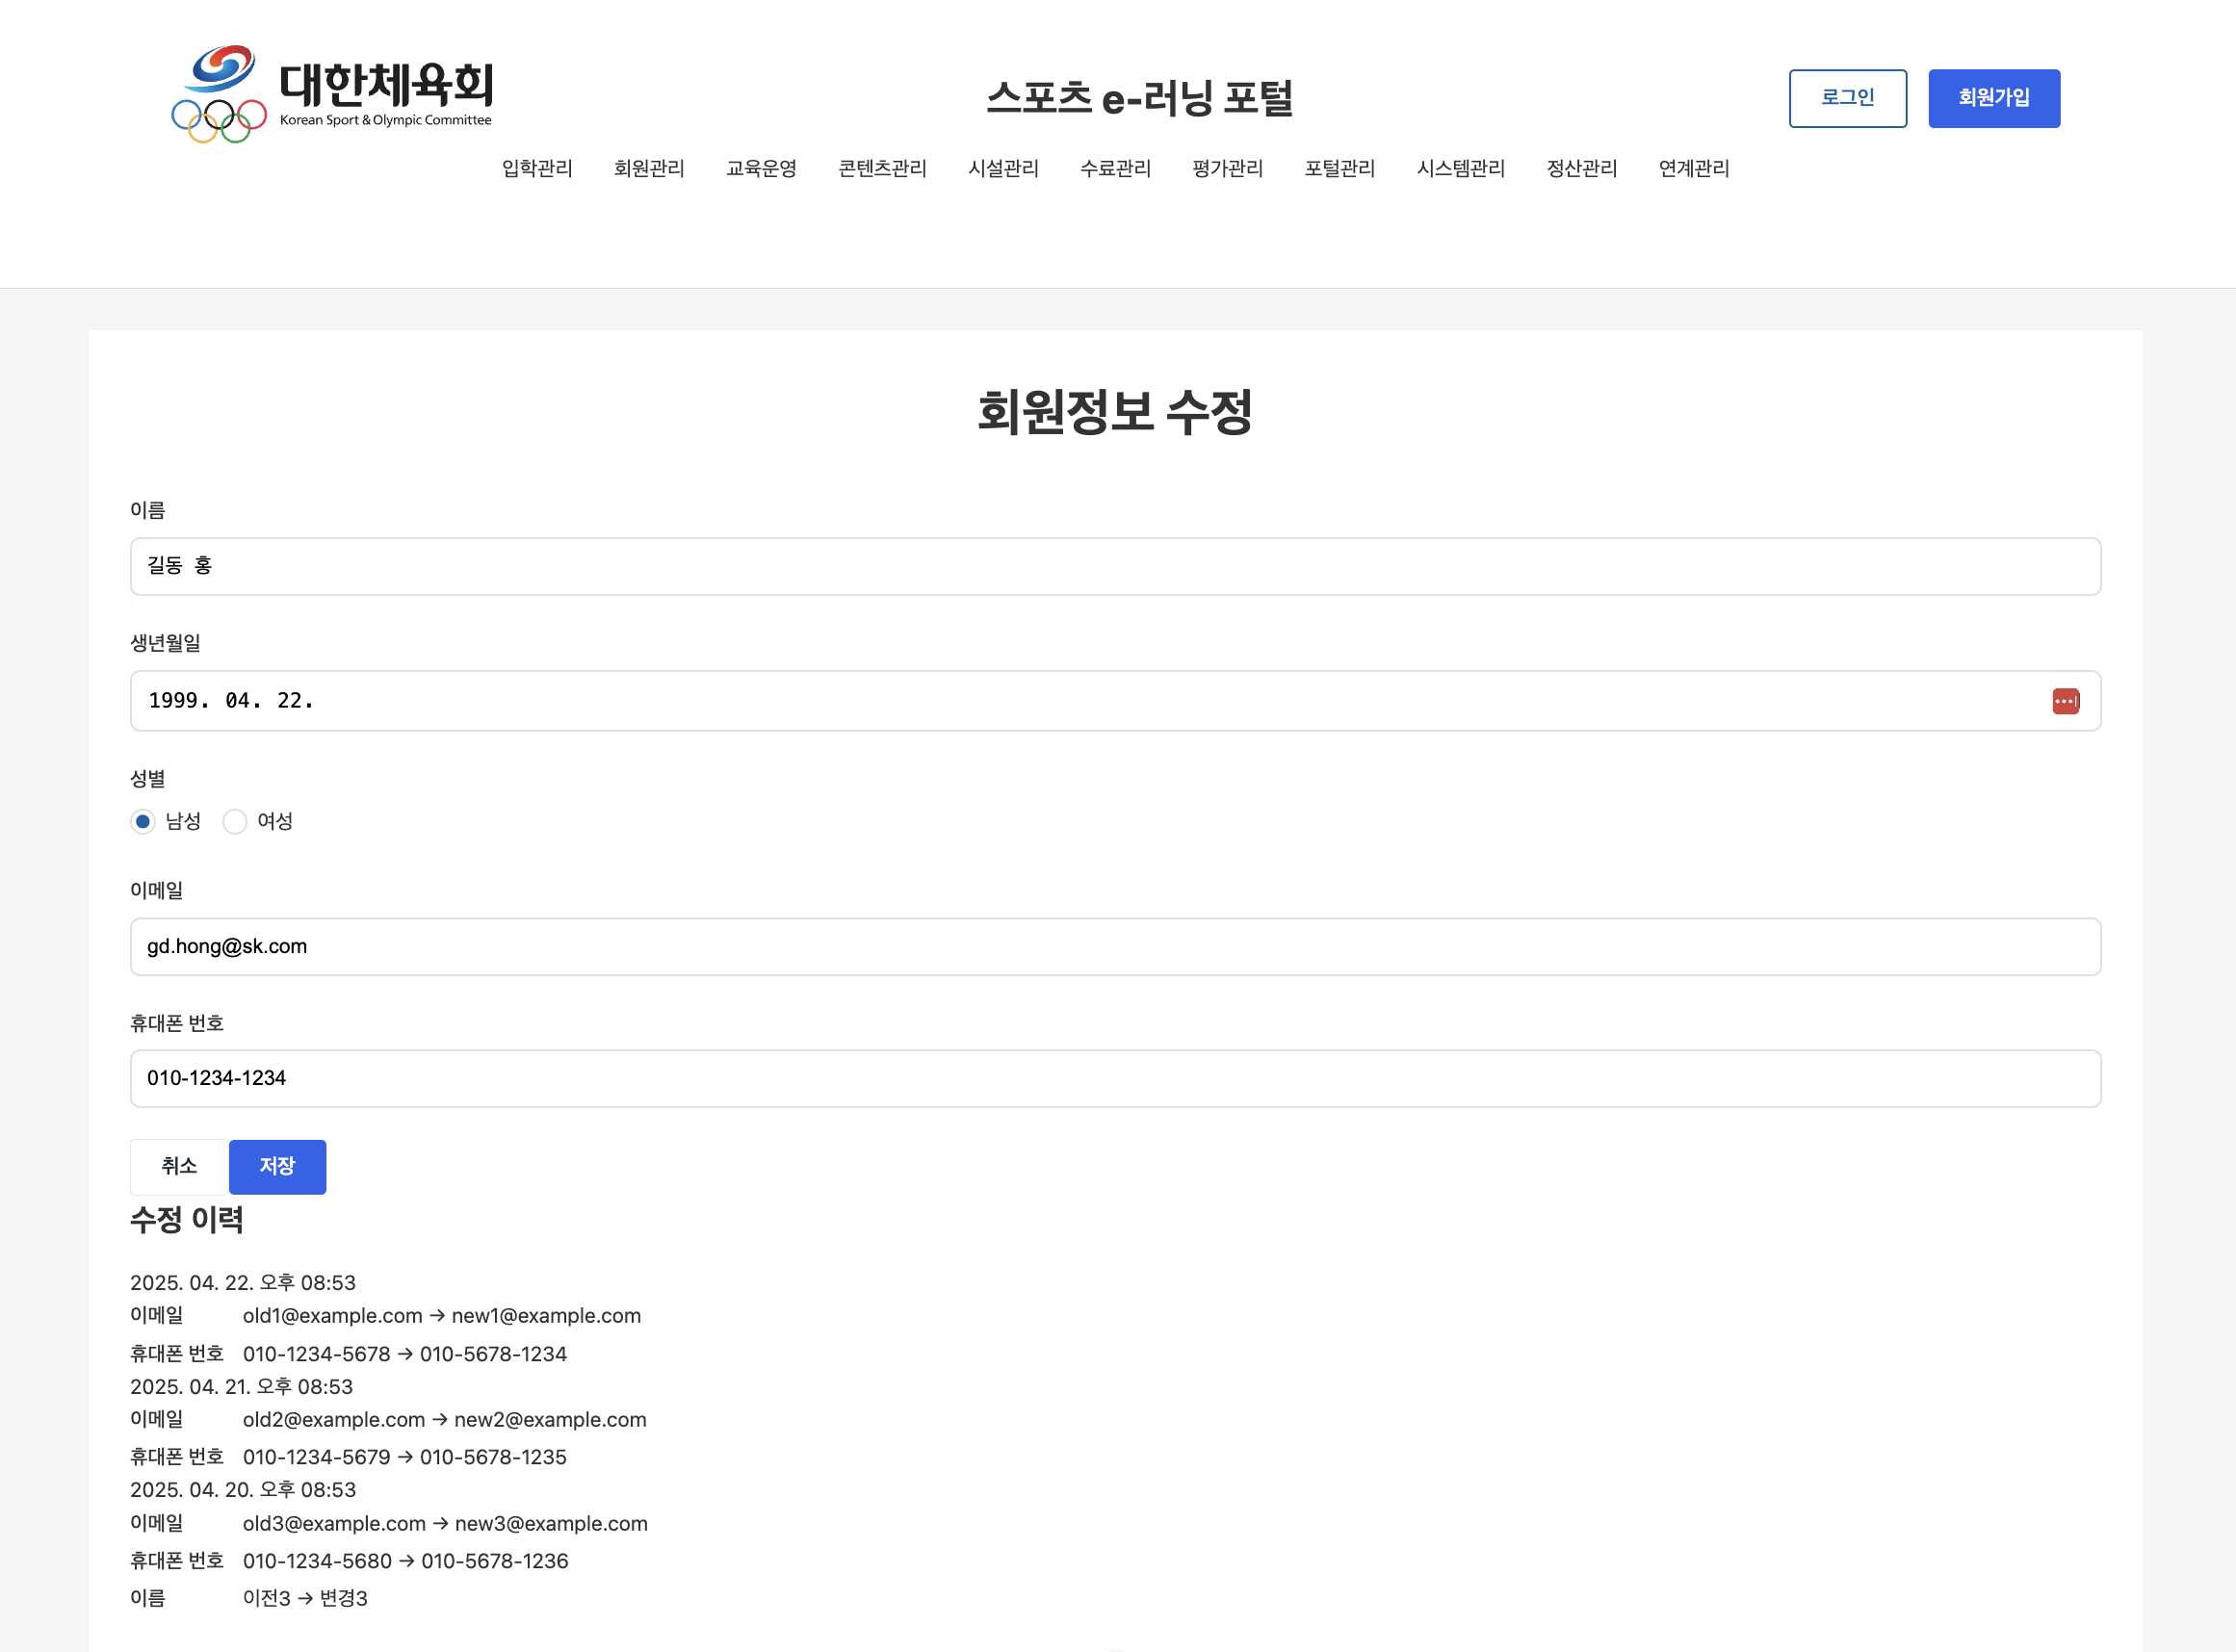 대한체육회
Korean Sport & Olympic Committee
스포츠 e-러닝 포털
로그인 회원가입
입학관리 회원관리 교육운영 콘텐츠관리 시설관리 수료관리 평가관리 포털관리 시스템관리 정산관리 연계관리
회원정보 수정
이름
길동 홍
생년월일
1999. 04. 22.
성별
남성 여성
이메일
gd.hong@sk.com
휴대폰 번호
010-1234-1234
취소 저장
수정 이력
2025. 04. 22. 오후 08:53
이메일 old1@example.com → new1@example.com
휴대폰 번호 010-1234-5678 → 010-5678-1234
2025. 04. 21. 오후 08:53
이메일 old2@example.com → new2@example.com
휴대폰 번호 010-1234-5679 → 010-5678-1235
2025. 04. 20. 오후 08:53
이메일 old3@example.com → new3@example.com
휴대폰 번호 010-1234-5680 → 010-5678-1236
이름 이전3 → 변경3